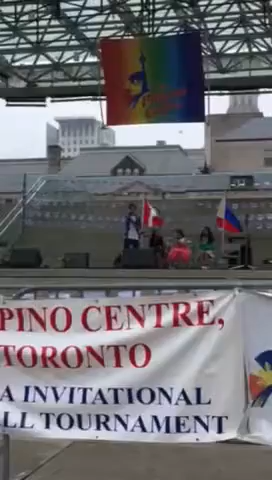 PINO CENTRE,
TORONTO
A INVITATIONAL
LL TOURNAMENT